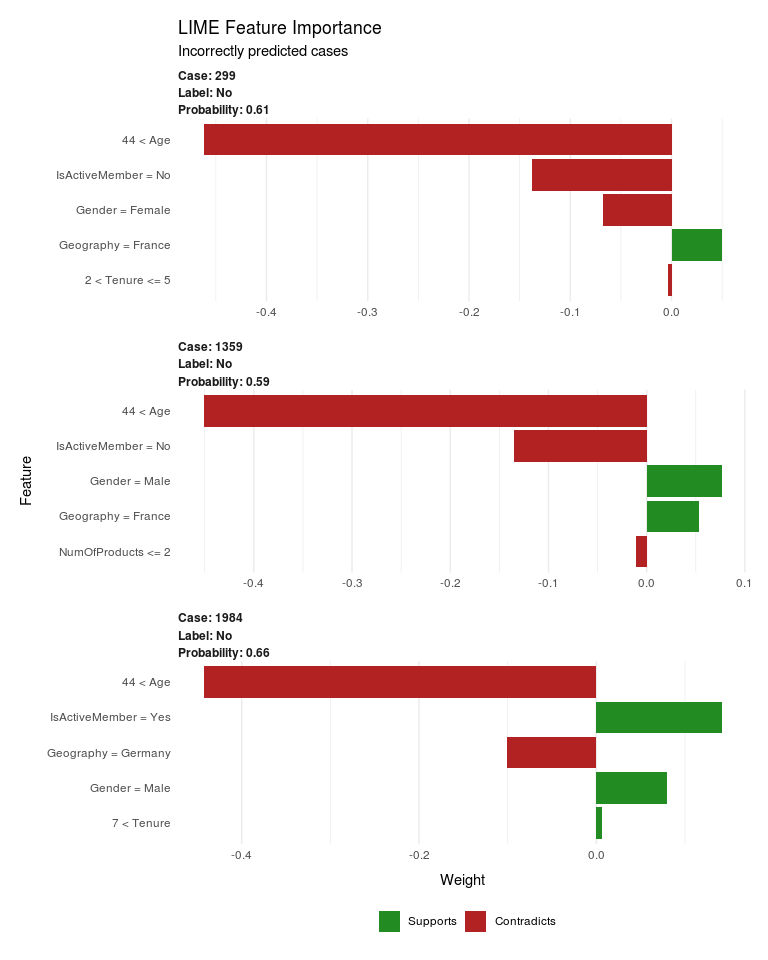 LIME Feature Importance
Incorrectly predicted cases
Case: 299
Label: No
Probability: 0.61
44 < Age
IsActiveMember = No
Gender = Female
Geography = France
2 < Tenure <= 5
-0.4 -0.3 -0.2 -0.1 0.0
Case: 1359
Label: No
Probability: 0.59
44 < Age
IsActiveMember = No
Gender = Male
Geography = France
NumOfProducts <= 2
-0.4 -0.3 -0.2 -0.1 0.0 0.1
Feature
Case: 1984
Label: No
Probability: 0.66
44 < Age
IsActiveMember = Yes
Geography = Germany
Gender = Male
7 < Tenure
-0.4 -0.2 0.0
Weight
Supports Contradicts